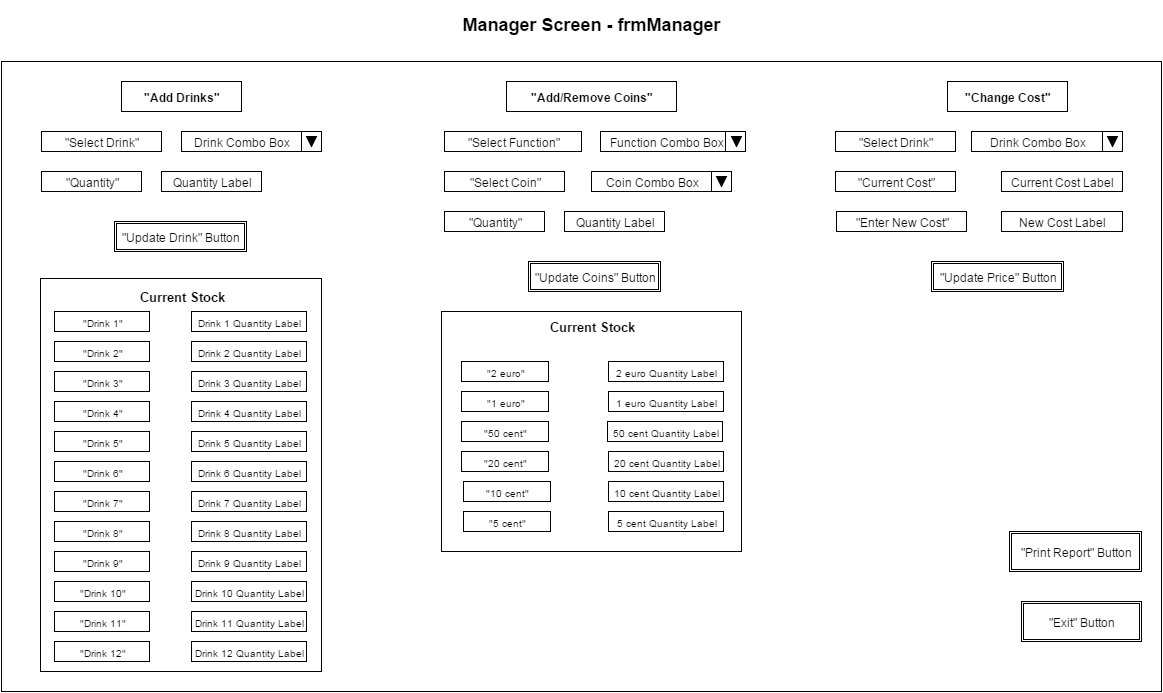 Manager Screen - frmManager
"Add Drinks"
"Select Drink" Drink Combo Box
"Quantity" Quantity Label
"Update Drink" Button
Current Stock
"Drink 1" Drink 1 Quantity Label
"Drink 2" Drink 2 Quantity Label
"Drink 3" Drink 3 Quantity Label
"Drink 4" Drink 4 Quantity Label
"Drink 5" Drink 5 Quantity Label
"Drink 6" Drink 6 Quantity Label
"Drink 7" Drink 7 Quantity Label
"Drink 8" Drink 8 Quantity Label
"Drink 9" Drink 9 Quantity Label
"Drink 10" Drink 10 Quantity Label
"Drink 11" Drink 11 Quantity Label
"Drink 12" Drink 12 Quantity Label
"Add/Remove Coins"
"Select Function" Function Combo Box
"Select Coin" Coin Combo Box
"Quantity" Quantity Label
"Update Coins" Button
Current Stock
"2 euro" 2 euro Quantity Label
"1 euro" 1 euro Quantity Label
"50 cent" 50 cent Quantity Label
"20 cent" 20 cent Quantity Label
"10 cent" 10 cent Quantity Label
"5 cent" 5 cent Quantity Label
"Change Cost"
"Select Drink" Drink Combo Box
"Current Cost" Current Cost Label
"Enter New Cost" New Cost Label
"Update Price" Button
"Print Report" Button
"Exit" Button